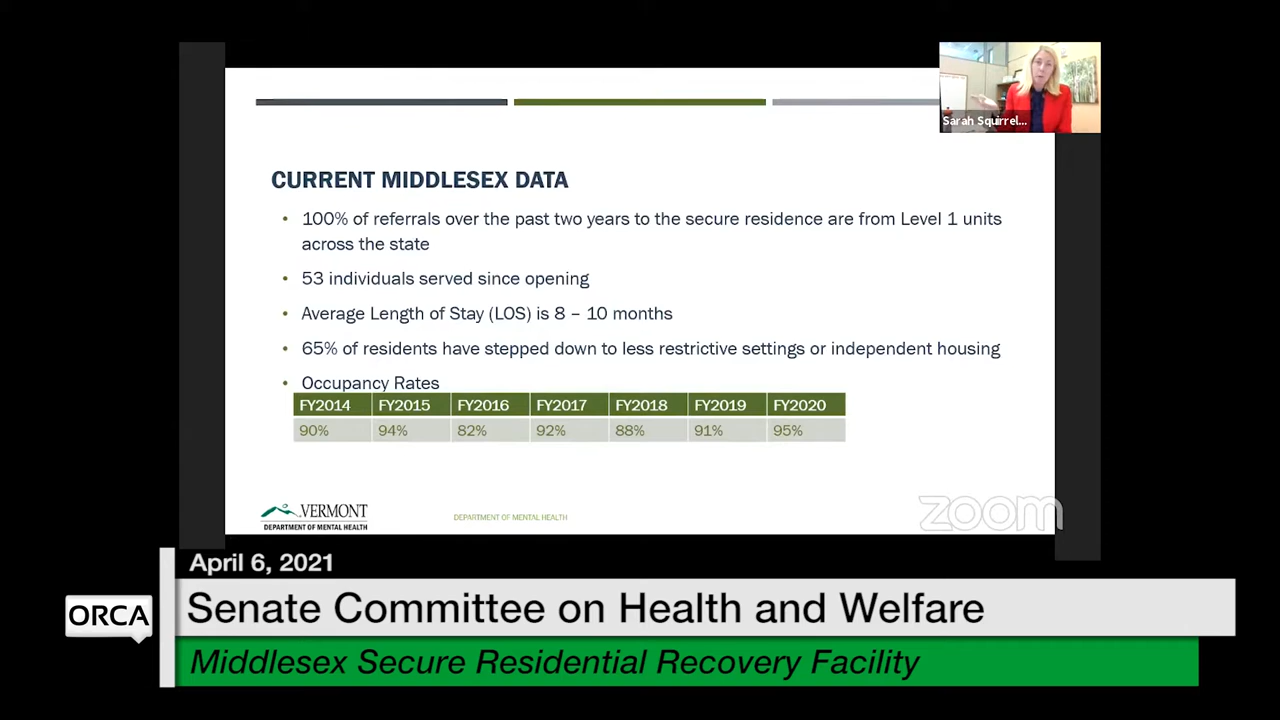 Sarah Squirrel...
CURRENT MIDDLESEX DATA
• 100% of referrals over the past two years to the secure residence are from Level 1 units
across the state
• 53 individuals served since opening
• Average Length of Stay (LOS) is 8 – 10 months
• 65% of residents have stepped down to less restrictive settings or independent housing
• Occupancy Rates
FY2014 FY2015 FY2016 FY2017 FY2018 FY2019 FY2020
90% 94% 82% 92% 88% 91% 95%
VERMONT
DEPARTMENT OF MENTAL HEALTH
DEPARTMENT OF MENTAL HEALTH
zoom
April 6, 2021
ORCA
Senate Committee on Health and Welfare
Middlesex Secure Residential Recovery Facility